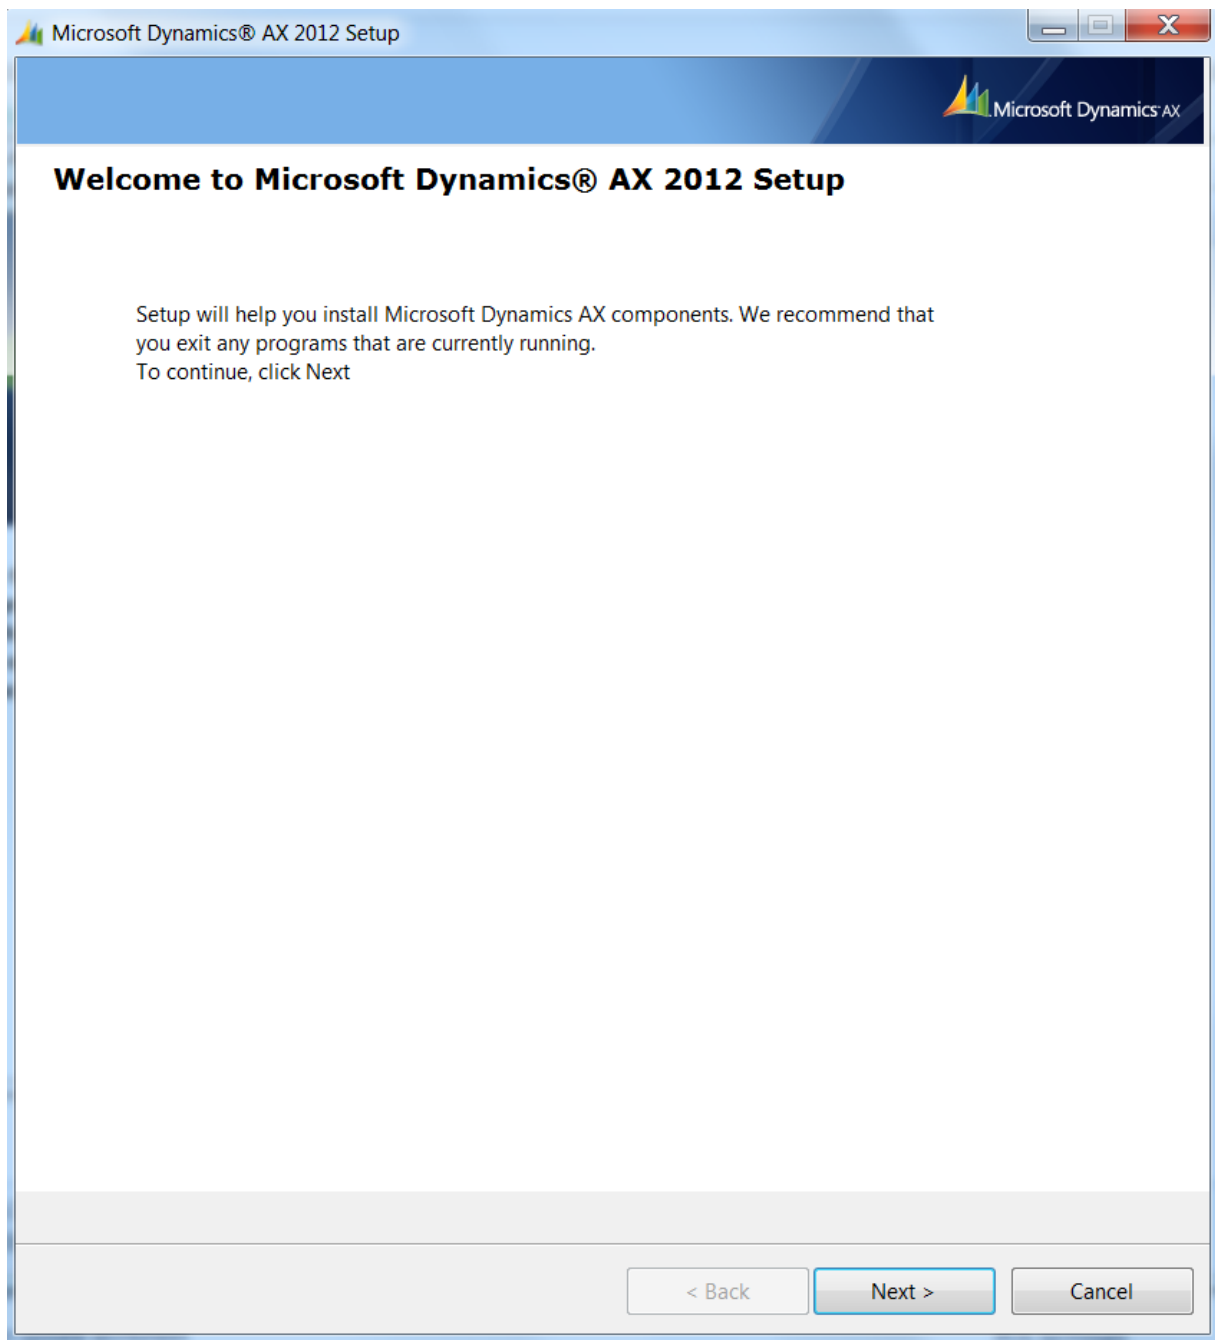 Microsoft Dynamics® AX 2012 Setup
Microsoft Dynamics AX
Welcome to Microsoft Dynamics® AX 2012 Setup
Setup will help you install Microsoft Dynamics AX components. We recommend that
you exit any programs that are currently running.
To continue, click Next
< Back
Next >
Cancel